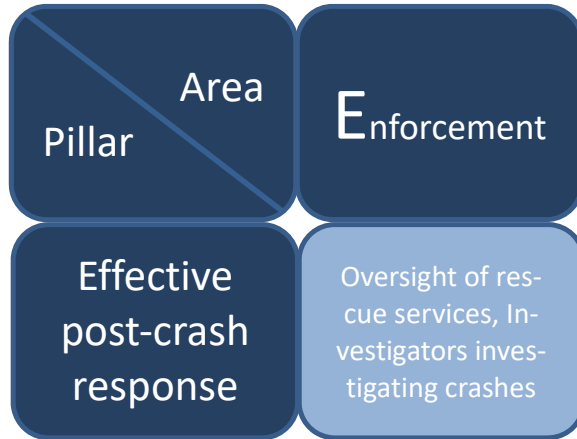 Area
Pillar
Enforcement
Effective
post-crash
response
Oversight of res-
cue services, In-
vestigators inves-
tigating crashes